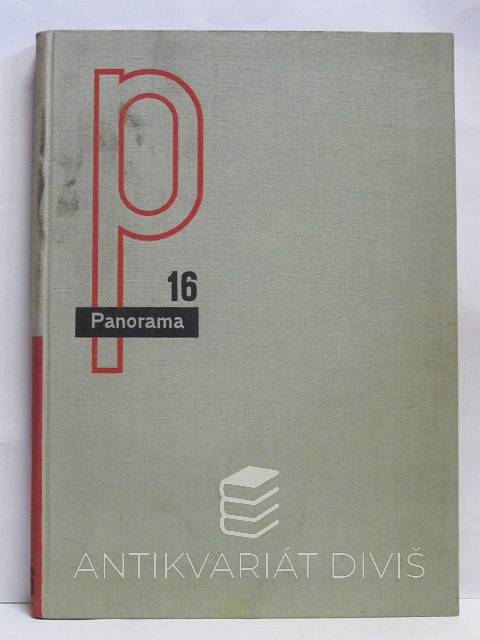 p
16
Panorama
ANTIKVARIÁT DIVIŠ